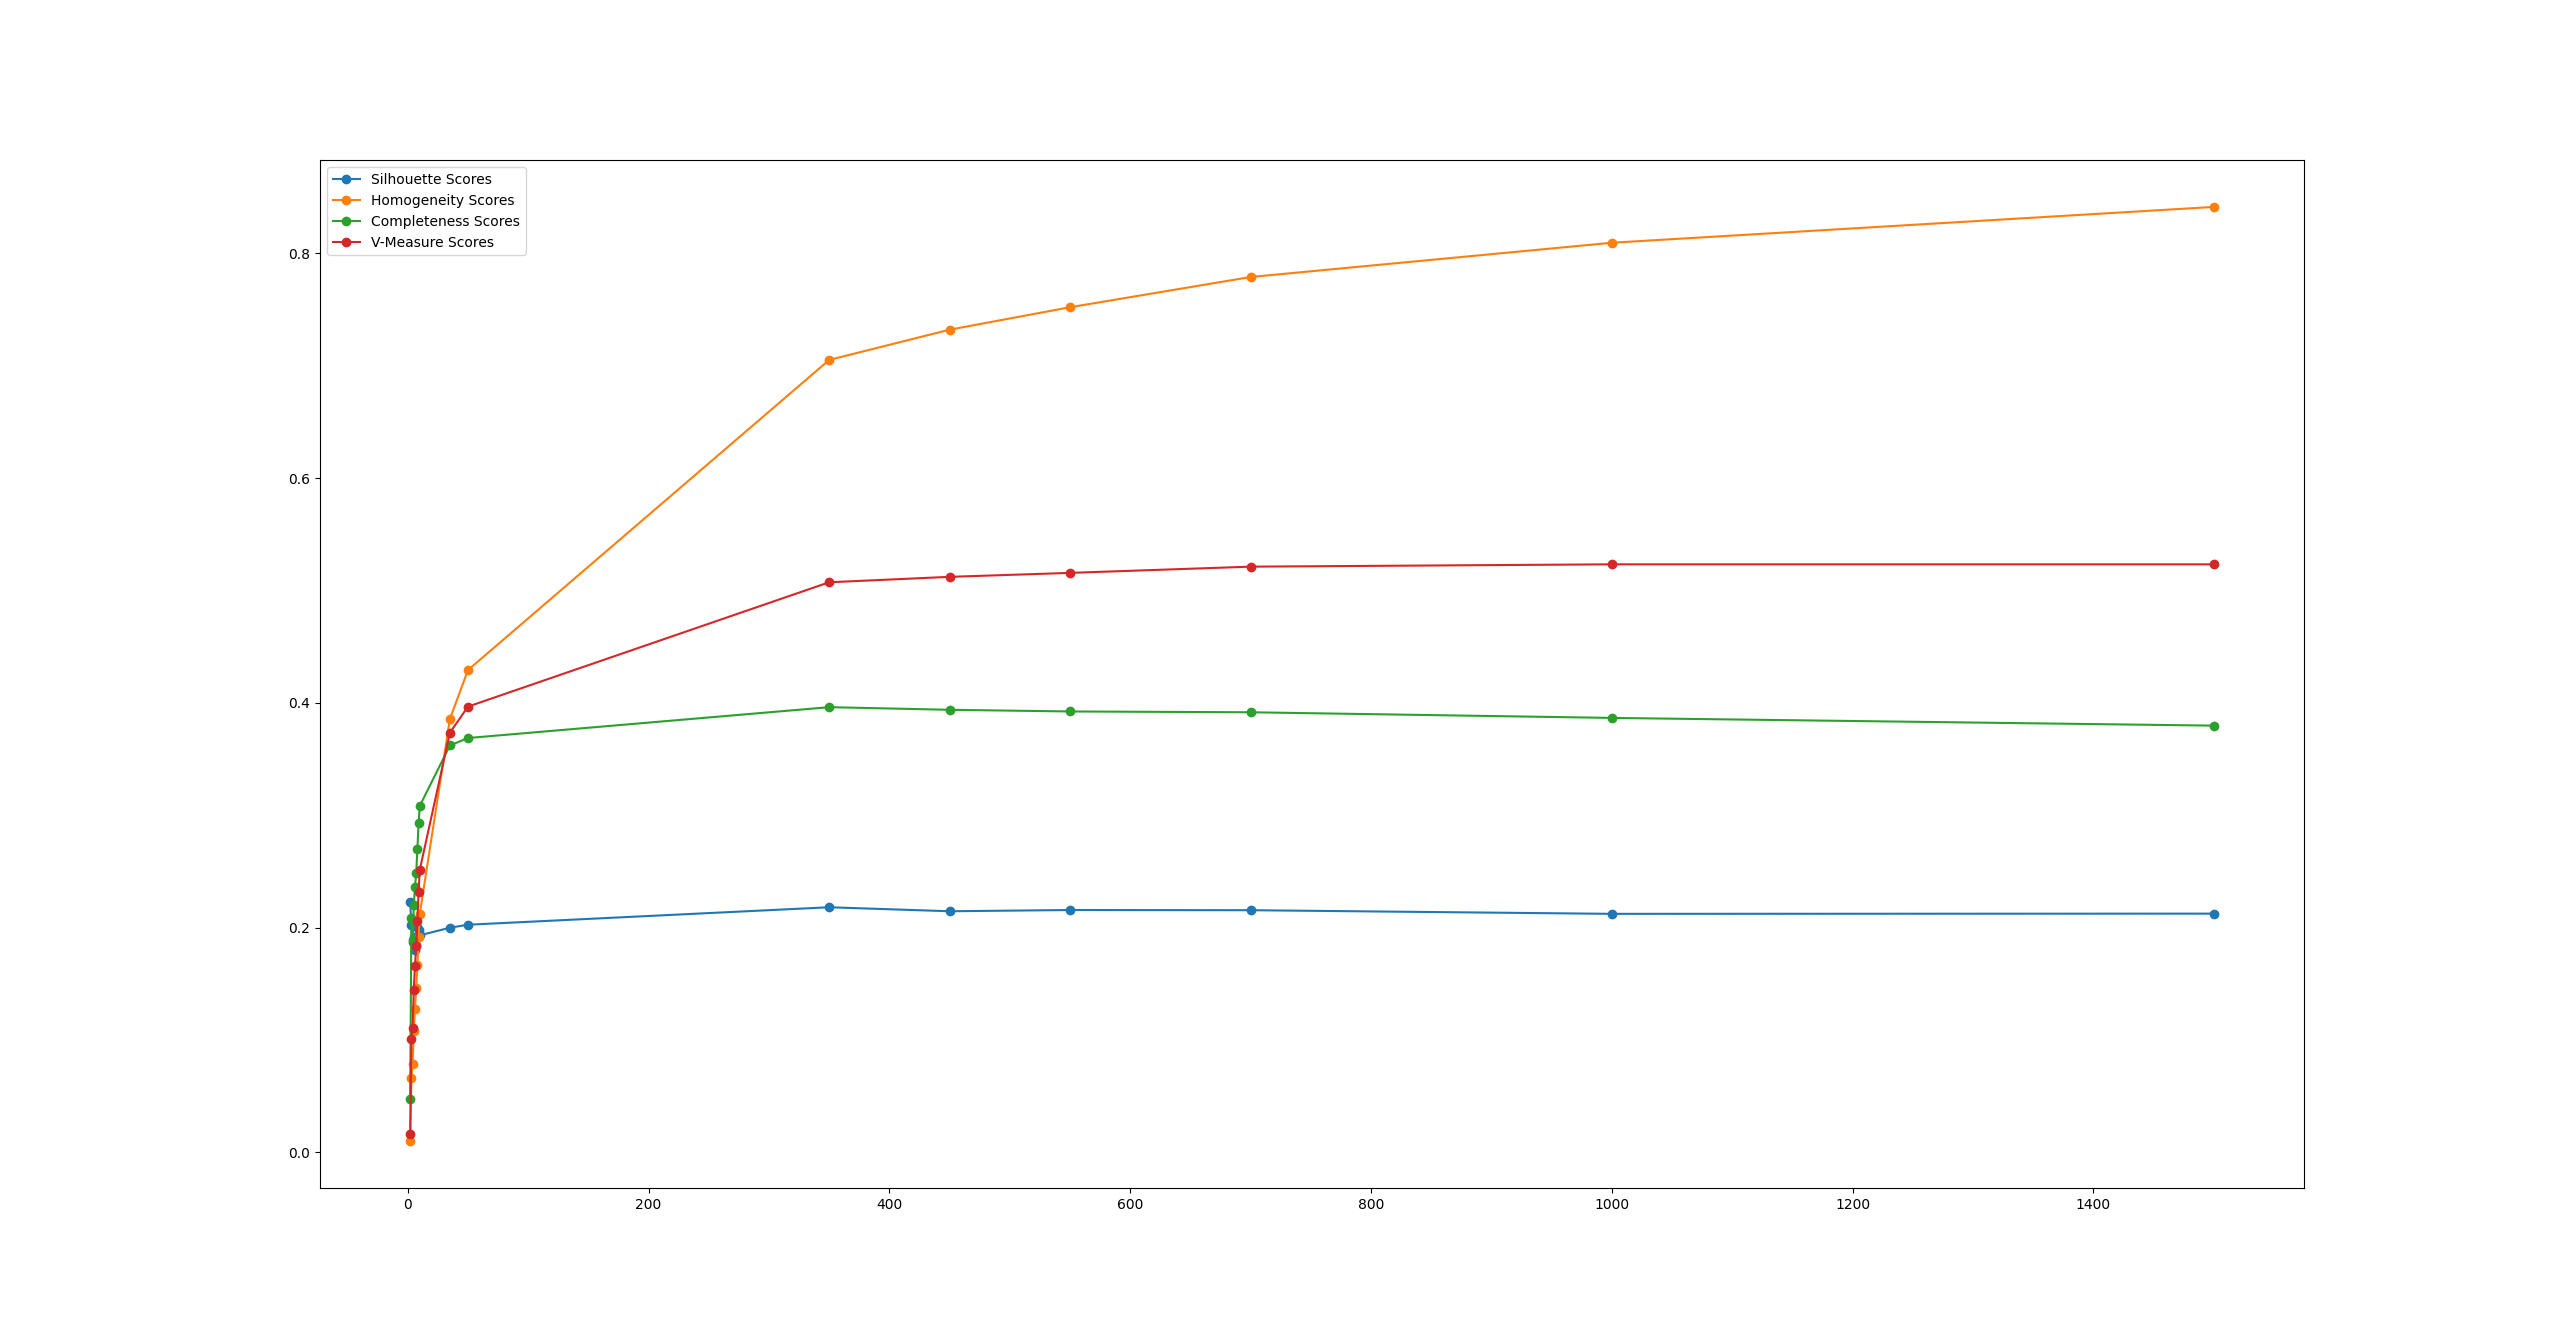 Silhouette Scores
Homogeneity Scores
Completeness Scores
V-Measure Scores
0.8
0.6
0.4
0.2
0.0
0 200 400 600 800 1000 1200 1400